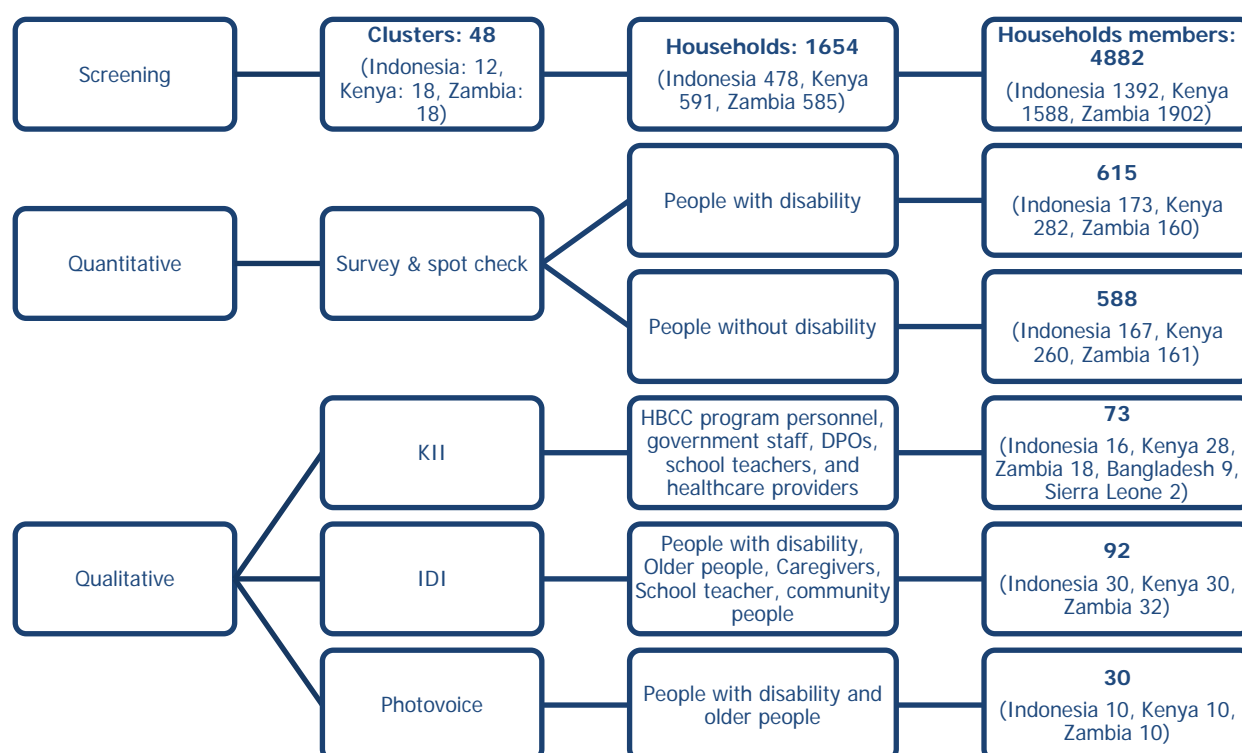 Screening
Clusters: 48
(Indonesia: 12,
Kenya: 18, Zambia:
18)
Households: 1654
(Indonesia 478, Kenya
591, Zambia 585)
Households members:
4882
(Indonesia 1392, Kenya
1588, Zambia 1902)
Quantitative
Survey & spot check
People with disability
615
(Indonesia 173, Kenya
282, Zambia 160)
People without disability
588
(Indonesia 167, Kenya
260, Zambia 161)
Qualitative
KII
HBCC program personnel,
government staff, DPOs,
school teachers, and
healthcare providers
73
(Indonesia 16, Kenya 28,
Zambia 18, Bangladesh 9,
Sierra Leone 2)
IDI
People with disability,
Older people, Caregivers,
School teacher, community
people
92
(Indonesia 30, Kenya 30,
Zambia 32)
Photovoice
People with disability and
older people
30
(Indonesia 10, Kenya 10,
Zambia 10)